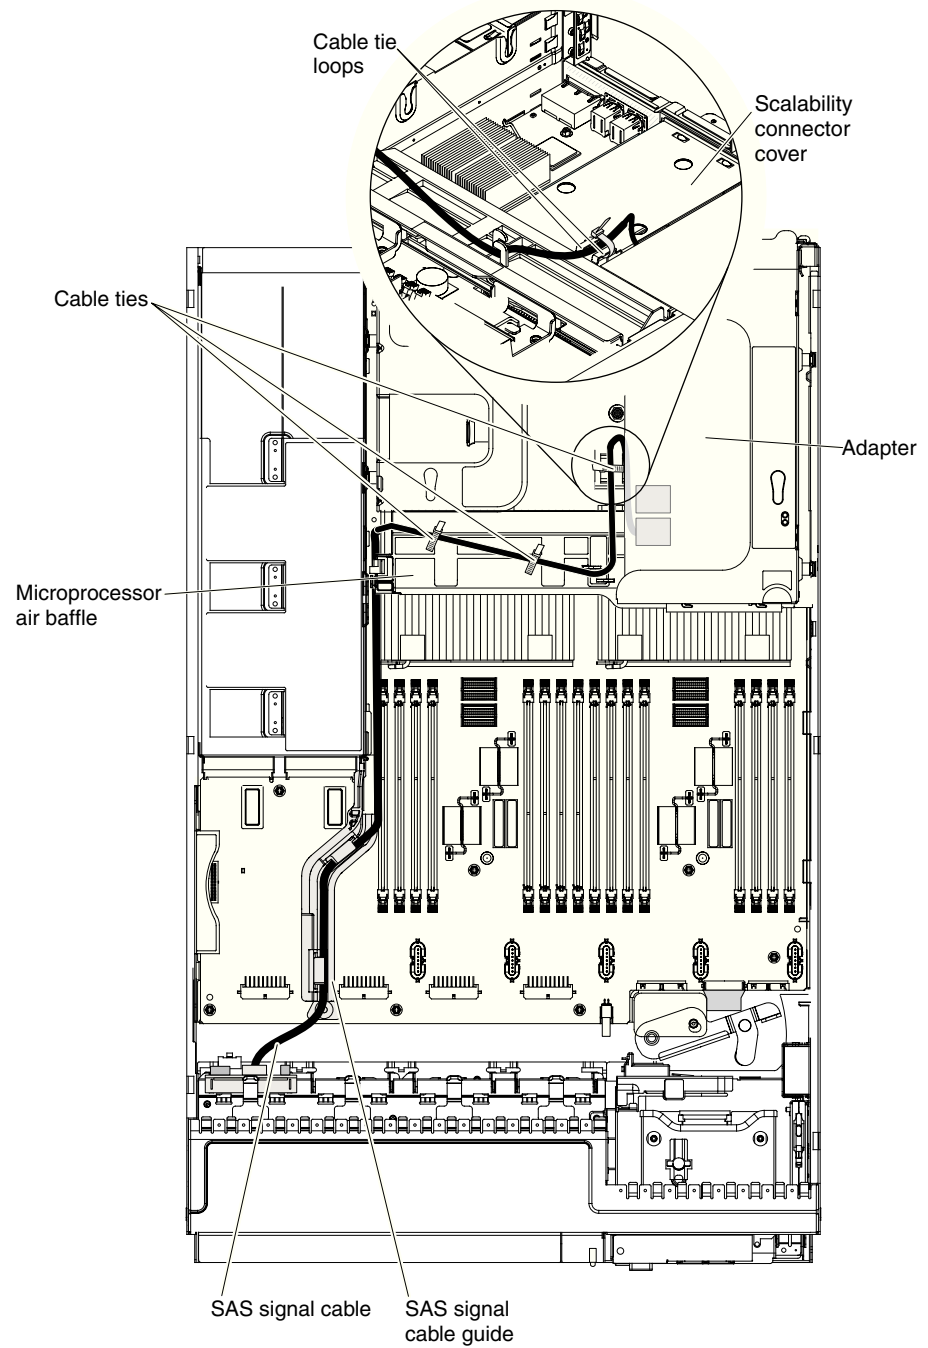 Cable tie
loops
Scalability
connector
cover
Cable ties
Adapter
Microprocessor
air baffle
SAS signal cable
SAS signal
cable guide